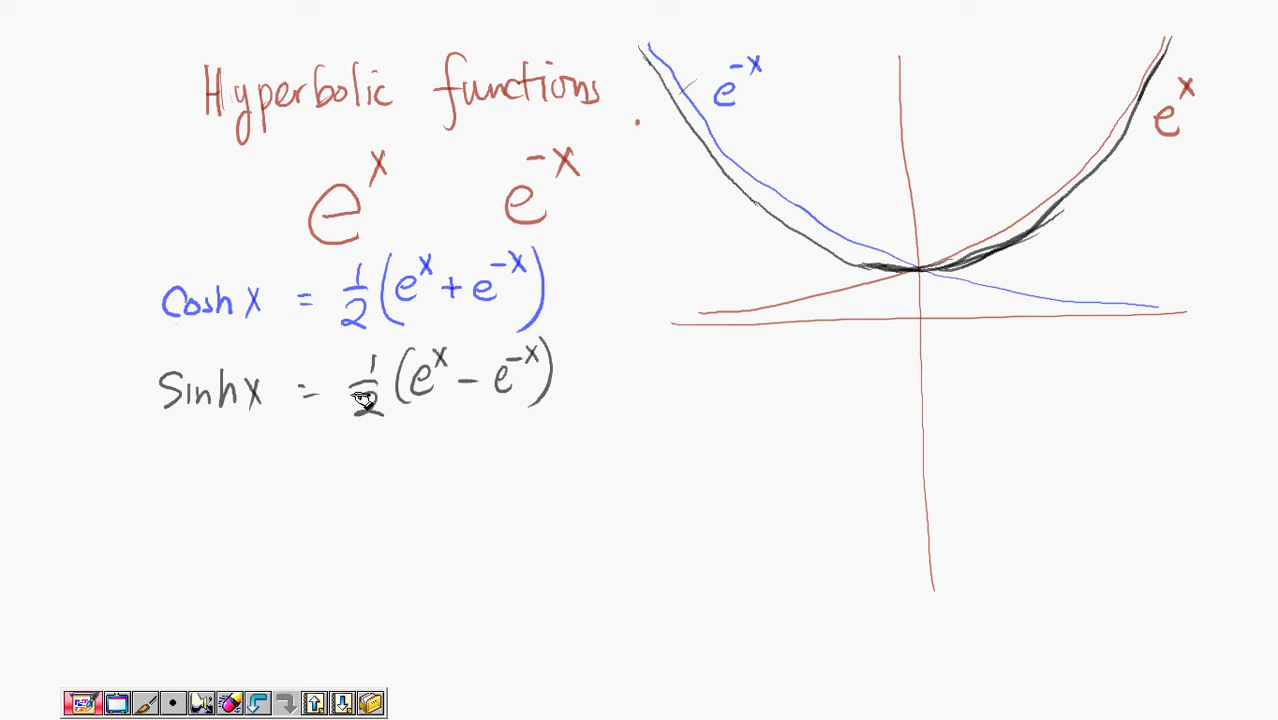 Hyperbolic functions.
e^x e^-x
Cosh x = 1/2 (e^x + e^-x)
Sinh x = 1/2 (e^x - e^-x)
e^-x
e^x